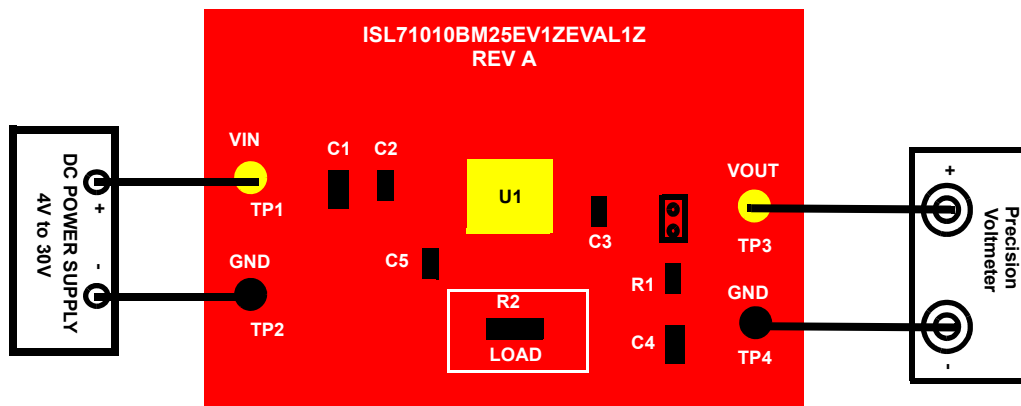 ISL71010BM25EV1ZEVAL1Z
REV A
DC POWER SUPPLY
4V to 30V
+
-
VIN
TP1
GND
TP2
C1
C2
U1
C5
R2
LOAD
C3
R1
C4
VOUT
TP3
GND
TP4
+
-
Precision
Voltmeter